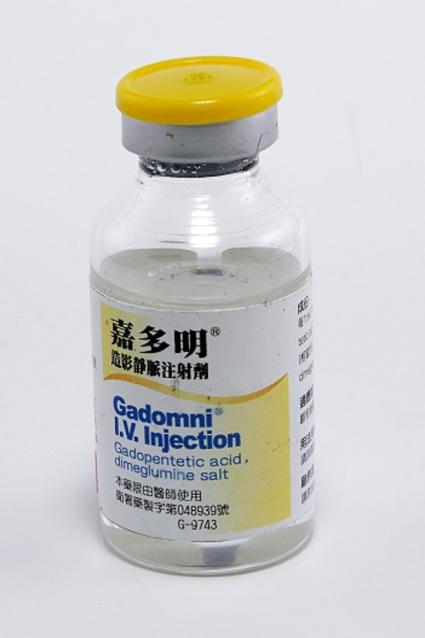 嘉多明®
造影靜脈注射劑
Gadomni®
I.V. Injection
Gadopentetic acid,
dimeglumine salt
本藥限由醫師使用
衛署藥製字第048939號
G-9743
成份